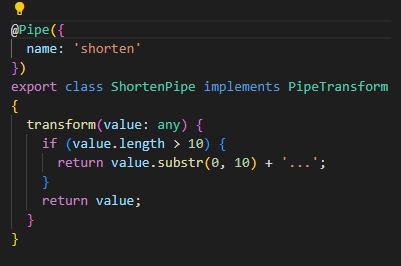 @Pipe({
  name: 'shorten'
})
export class ShortenPipe implements PipeTransform
{
  transform(value: any) {
    if (value.length > 10) {
      return value.substr(0, 10) + '...';
    }
    return value;
  }
}